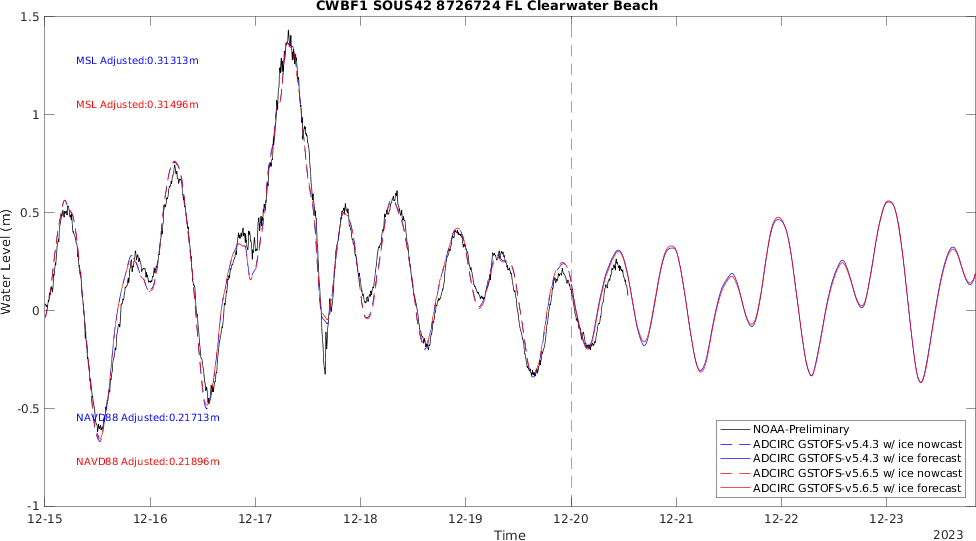 CWBF1 SOUS42 8726724 FL Clearwater Beach
Water Level (m)
1.5
1
0.5
0
-0.5
-1
MSL Adjusted:0.31313m
MSL Adjusted:0.31496m
NAVD88 Adjusted:0.21713m
NAVD88 Adjusted:0.21896m
NOAA-Preliminary
ADCIRC GSTOFS-v5.4.3 w/ ice nowcast
ADCIRC GSTOFS-v5.4.3 w/ ice forecast
ADCIRC GSTOFS-v5.6.5 w/ ice nowcast
ADCIRC GSTOFS-v5.6.5 w/ ice forecast
12-15 12-16 12-17 12-18 12-19 12-20 12-21 12-22 12-23
Time
2023